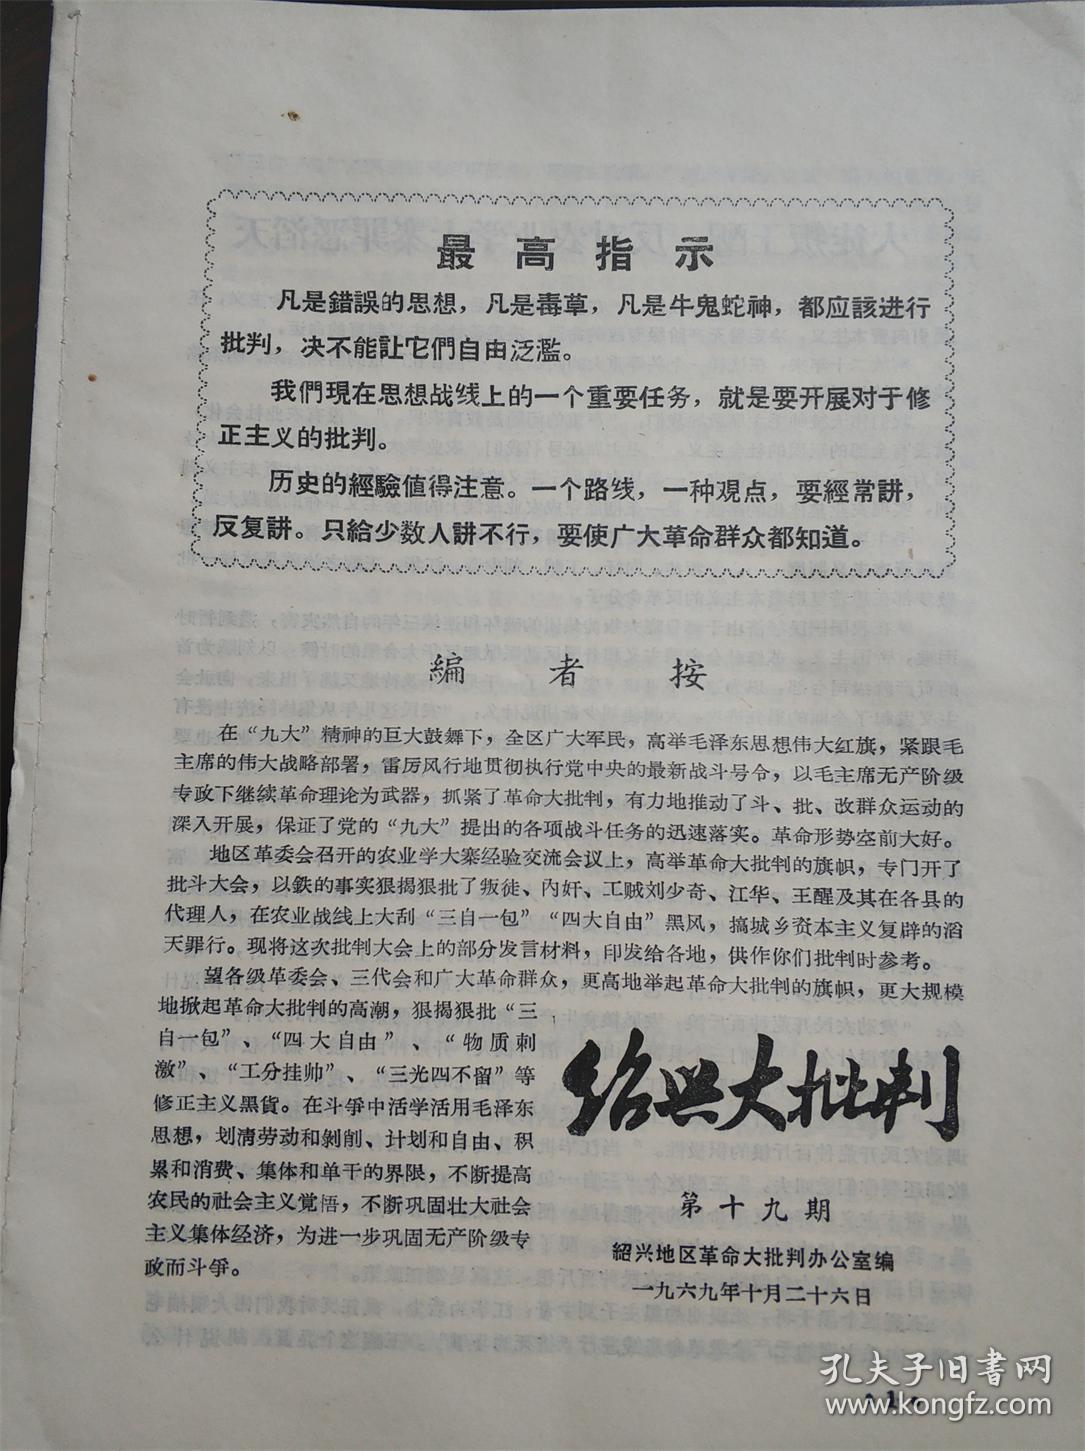 最高指示
凡是錯誤的思想，凡是毒草，凡是牛鬼蛇神，都应該进行
批判，决不能让它們自由泛濫。
我們現在思想战线上的一个重要任务，就是要开展对于修
正主义的批判。
历史的經驗值得注意。一个路线，一种观点，要經常講，
反复講。只給少数人講不行，要使广大革命群众都知道。
編者按
在“九大”精神的巨大鼓舞下，全区广大军民，高举毛泽东思想伟大红旗，紧跟毛
主席的伟大战略部署，雷厉风行地贯彻执行党中央的最新战斗号令，以毛主席无产阶级
专政下继续革命理论为武器，抓紧了革命大批判，有力地推动了斗、批、改群众运动的
深入开展，保证了党的“九大”提出的各项战斗任务的迅速落实。革命形势空前大好。
地区革委会召开的农业学大寨经验交流会议上，高举革命大批判的旗帜，专门开了
批斗大会，以鉄的事实狠揭狠批了叛徒、內奸、工贼刘少奇、江华、王醒及其在各县的
代理人，在农业战线上大刮“三自一包”“四大自由”黑风，搞城乡资本主义复辟的滔
天罪行。现将这次批判大会上的部分发言材料，印发给各地，供作你们批判时参考。
望各级革委会、三代会和广大革命群众，更高地举起革命大批判的旗帜，更大规模
地掀起革命大批判的高潮，狠揭狠批“三
自一包”、“四大自由”、“物质刺
激”、“工分挂帅”、“三光四不留”等
修正主义黑貨。在斗爭中活学活用毛泽东
思想，划清劳动和剝削、计划和自由、积
累和消费、集体和单干的界限，不断提高
农民的社会主义觉悟，不断巩固壮大社会
主义集体经济，为进一步巩固无产阶级专
政而斗爭。
绍兴大批判
第十九期
紹兴地区革命大批判办公室编
一九六九年十月二十六日
·1·
孔夫子旧书网
www.kongfz.com